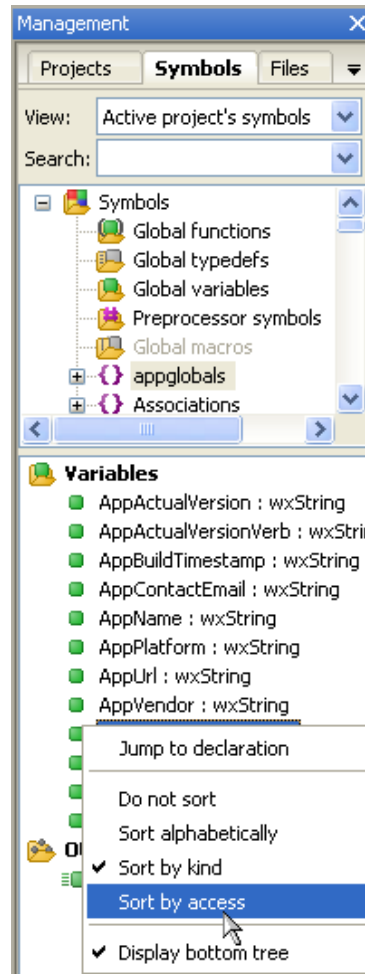 Management
Projects Symbols Files
View: Active project's symbols
Search:
Symbols
Global functions
Global typedefs
Global variables
Preprocessor symbols
Global macros
appglobals
Associations
Variables
AppActualVersion : wxString
AppActualVersionVerb : wxStri
AppBuildTimestamp : wxString
AppContactEmail : wxString
AppName : wxString
AppPlatform : wxString
AppUrl : wxString
AppVendor : wxString
Jump to declaration
Do not sort
Sort alphabetically
Sort by kind
Sort by access
Display bottom tree